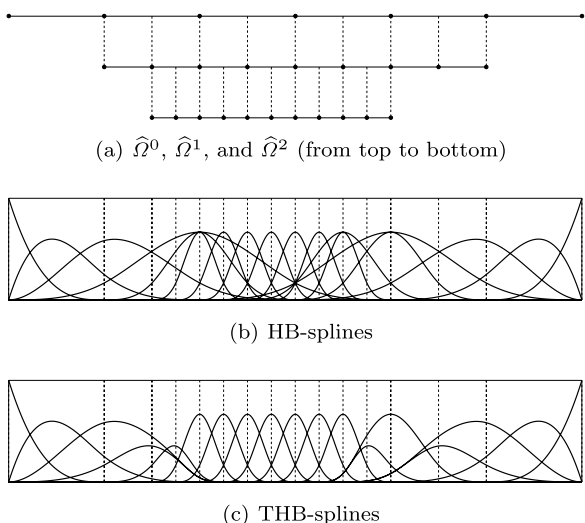 (a) Ω̂⁰, Ω̂¹, and Ω̂² (from top to bottom)
(b) HB-splines
(c) THB-splines